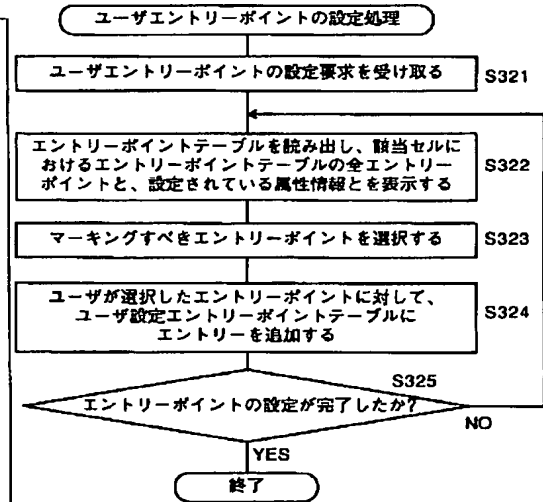 ユーザエントリーポイントの設定処理
ユーザエントリーポイントの設定要求を受け取る
S321
エントリーポイントテーブルを読み出し、該当セルに
おけるエントリーポイントテーブルの全エントリー
ポイントと、設定されている属性情報とを表示する
S322
マーキングすべきエントリーポイントを選択する
S323
ユーザが選択したエントリーポイントに対して、
ユーザ設定エントリーポイントテーブルに
エントリーを追加する
S324
S325
エントリーポイントの設定が完了したか?
NO
YES
終了